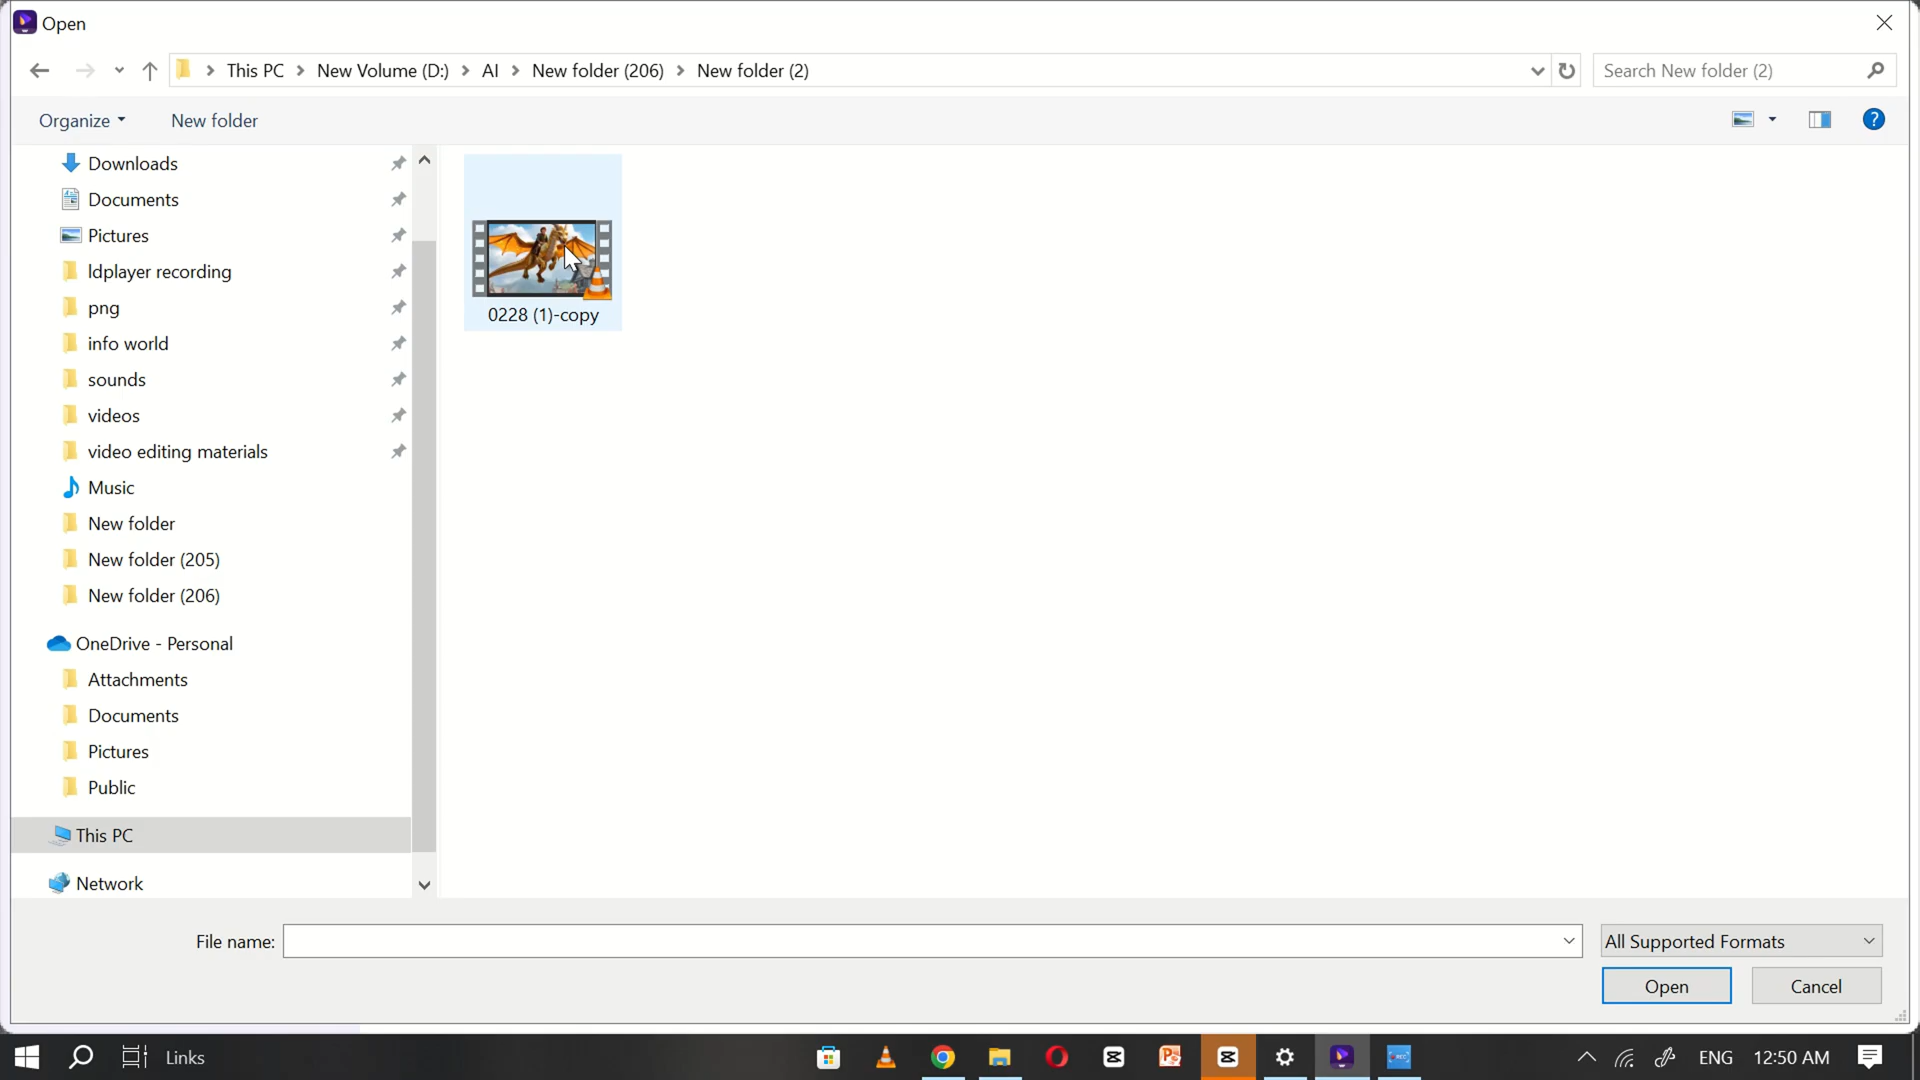 Open
This PC
New Volume (D:)
AI
New folder (206)
New folder (2)
Search New folder (2)
Organize
New folder
?
Downloads
Documents
Pictures
ldplayer recording
png
info world
sounds
videos
video editing materials
Music
New folder
New folder (205)
New folder (206)
OneDrive - Personal
Attachments
Documents
Pictures
Public
This PC
Network
0228 (1)-copy
File name:
All Supported Formats
Open
Cancel
Links
ENG
12:50 AM